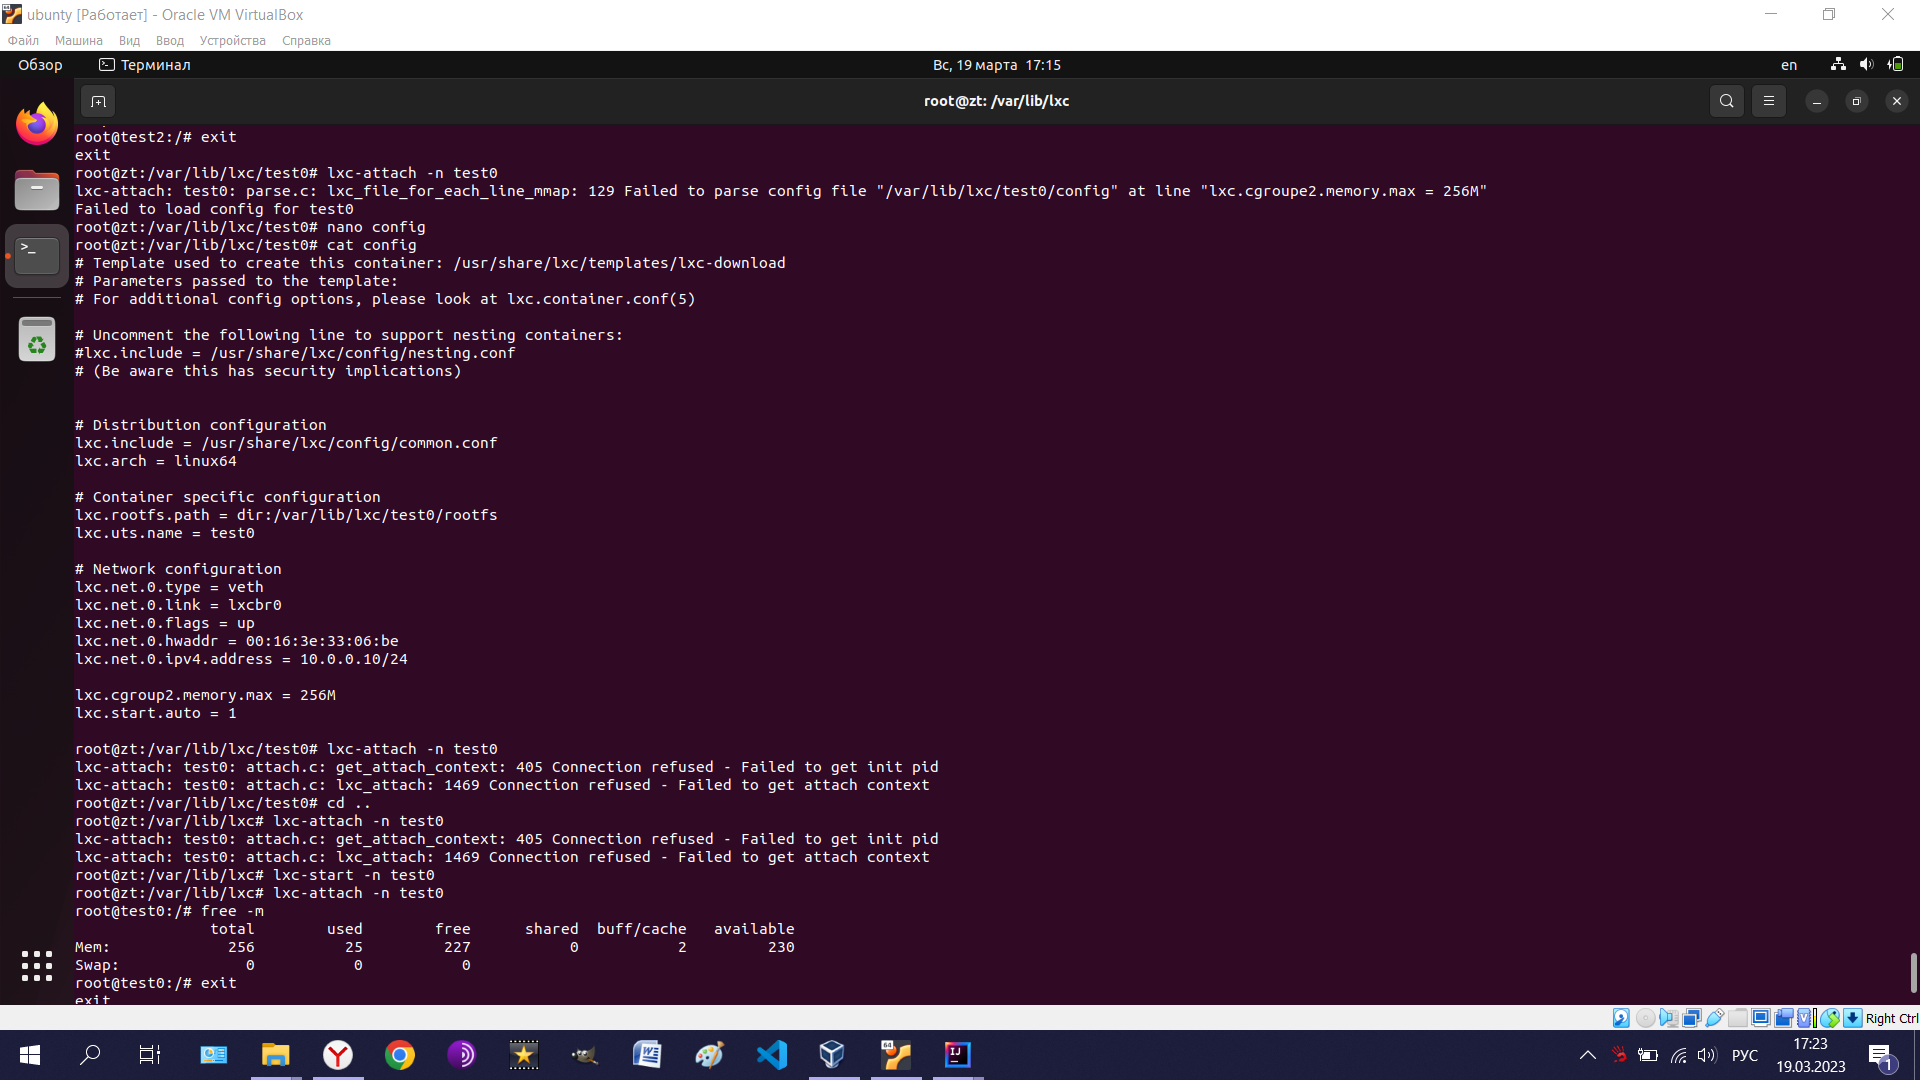 ubunty [Работает] - Oracle VM VirtualBox
Файл Машина Вид Ввод Устройства Справка
Обзор Терминал Вс, 19 марта 17:15 en
root@zt: /var/lib/lxc
root@test2:/# exit
exit
root@zt:/var/lib/lxc/test0# lxc-attach -n test0
lxc-attach: test0: parse.c: lxc_file_for_each_line_mmap: 129 Failed to parse config file "/var/lib/lxc/test0/config" at line "lxc.cgroupe2.memory.max = 256M"
Failed to load config for test0
root@zt:/var/lib/lxc/test0# nano config
root@zt:/var/lib/lxc/test0# cat config
# Template used to create this container: /usr/share/lxc/templates/lxc-download
# Parameters passed to the template:
# For additional config options, please look at lxc.container.conf(5)
# Uncomment the following line to support nesting containers:
#lxc.include = /usr/share/lxc/config/nesting.conf
# (Be aware this has security implications)
# Distribution configuration
lxc.include = /usr/share/lxc/config/common.conf
lxc.arch = linux64
# Container specific configuration
lxc.rootfs.path = dir:/var/lib/lxc/test0/rootfs
lxc.uts.name = test0
# Network configuration
lxc.net.0.type = veth
lxc.net.0.link = lxcbr0
lxc.net.0.flags = up
lxc.net.0.hwaddr = 00:16:3e:33:06:be
lxc.net.0.ipv4.address = 10.0.0.10/24
lxc.cgroup2.memory.max = 256M
lxc.start.auto = 1
root@zt:/var/lib/lxc/test0# lxc-attach -n test0
lxc-attach: test0: attach.c: get_attach_context: 405 Connection refused - Failed to get init pid
lxc-attach: test0: attach.c: lxc_attach: 1469 Connection refused - Failed to get attach context
root@zt:/var/lib/lxc/test0# cd ..
root@zt:/var/lib/lxc# lxc-attach -n test0
lxc-attach: test0: attach.c: get_attach_context: 405 Connection refused - Failed to get init pid
lxc-attach: test0: attach.c: lxc_attach: 1469 Connection refused - Failed to get attach context
root@zt:/var/lib/lxc# lxc-start -n test0
root@zt:/var/lib/lxc# lxc-attach -n test0
root@test0:/# free -m
total used free shared buff/cache available
Mem: 256 25 227 0 2 230
Swap: 0 0 0
root@test0:/# exit
exit
Right Ctrl
РУС 17:23
19.03.2023 1